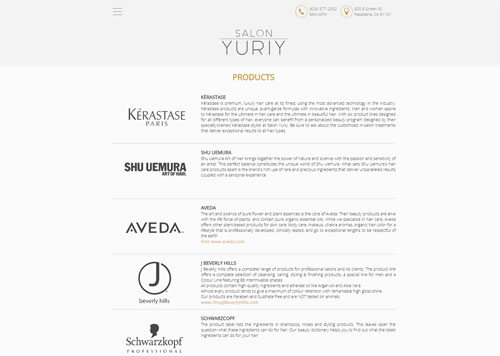 (626) 577-2002
9AM-6PM
800 E Green St.
Pasadena, CA 91101
SALON
YURIY
PRODUCTS
KÉRASTASE
PARIS
KÉRASTASE
Kérastase is premium, luxury hair care at its finest using the most advanced technology in the industry.
Kérastase products are unique: avant-garde formulas with innovative ingredients. Men and women aspire
to Kérastase for the ultimate in hair care and the ultimate in beautiful hair. With six product lines designed
for all different types of hair, everyone can benefit from a personalized beauty program designed by their
specially-trained Kérastase stylist at Salon Yuriy. Be sure to ask about the customized in-salon treatments
that deliver exceptional results to all hair types.
SHU UEMURA
ART OF HAIR.
SHU UEMURA
Shu Uemura Art of Hair brings together the power of nature and science with the passion and sensitivity of
an artist. This perfect balance constitutes the unique world of Shu Uemura. What sets Shu Uemura's hair
care products apart is the brand's rich use of rare and precious ingredients that deliver unparalleled results
coupled with a sensorial experience.
AVEDA
AVEDA
The art and science of pure flower and plant essences is the core of Aveda. Their beauty products are alive
with the life force of plants, and contain pure organic essential oils. While we specialize in hair care, Aveda
offers other plant-based products for skin care, body care, makeup, chakra aromas, organic hair color for a
lifestyle that is professionally developed, clinically tested, and go to exceptional lengths to be respectful of
the earth.
Visit www.aveda.com
J
beverly hills
J BEVERLY HILLS
J Beverly Hills offers a complete range of products for professional salons and its clients. The product line
offers a complete selection of cleansing, caring, styling & finishing products, a special line for Men and a
Colour Line featuring 88 intermixable shades.
All products contain high quality ingredients and ethereal oil like Argan oil and Aloe Vera.
Almost every product tends to give a maximum of colour retention with remarkable high gloss shine.
Our products are Paraben and Sulphate free and are NOT tested on animals
www.ShopJBeverlyHills.com
Schwarzkopf
PROFESSIONAL
SCHWARZKOPF
The product label lists the ingredients in shampoos, rinses and styling products. This leaves open the
question what these ingredients can do for your hair. Our beauty dictionary helps you to find out what the
ingredients can do for your hair